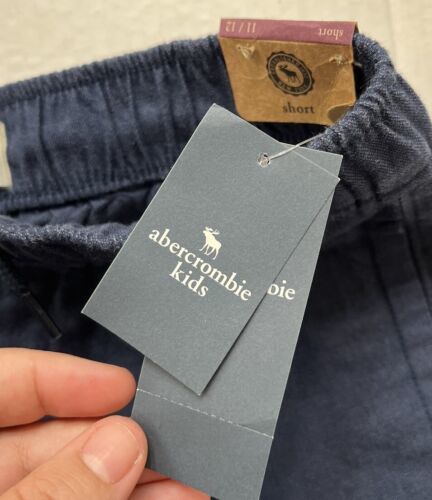 11 / 12
short
short
abercrombie
kids
bie